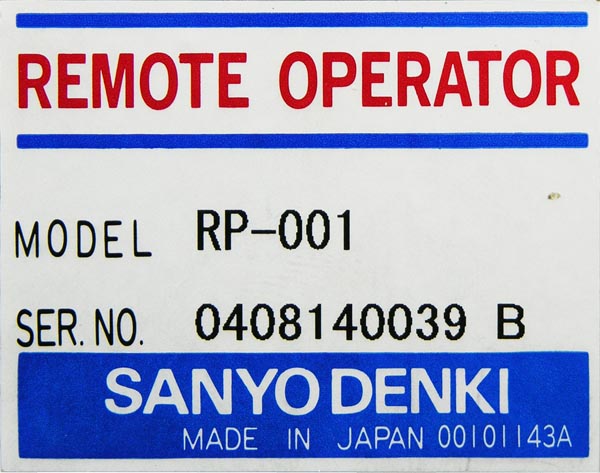 REMOTE OPERATOR
MODEL RP-001
SER. NO. 0408140039 B
SANYO DENKI
MADE IN JAPAN 00101143A